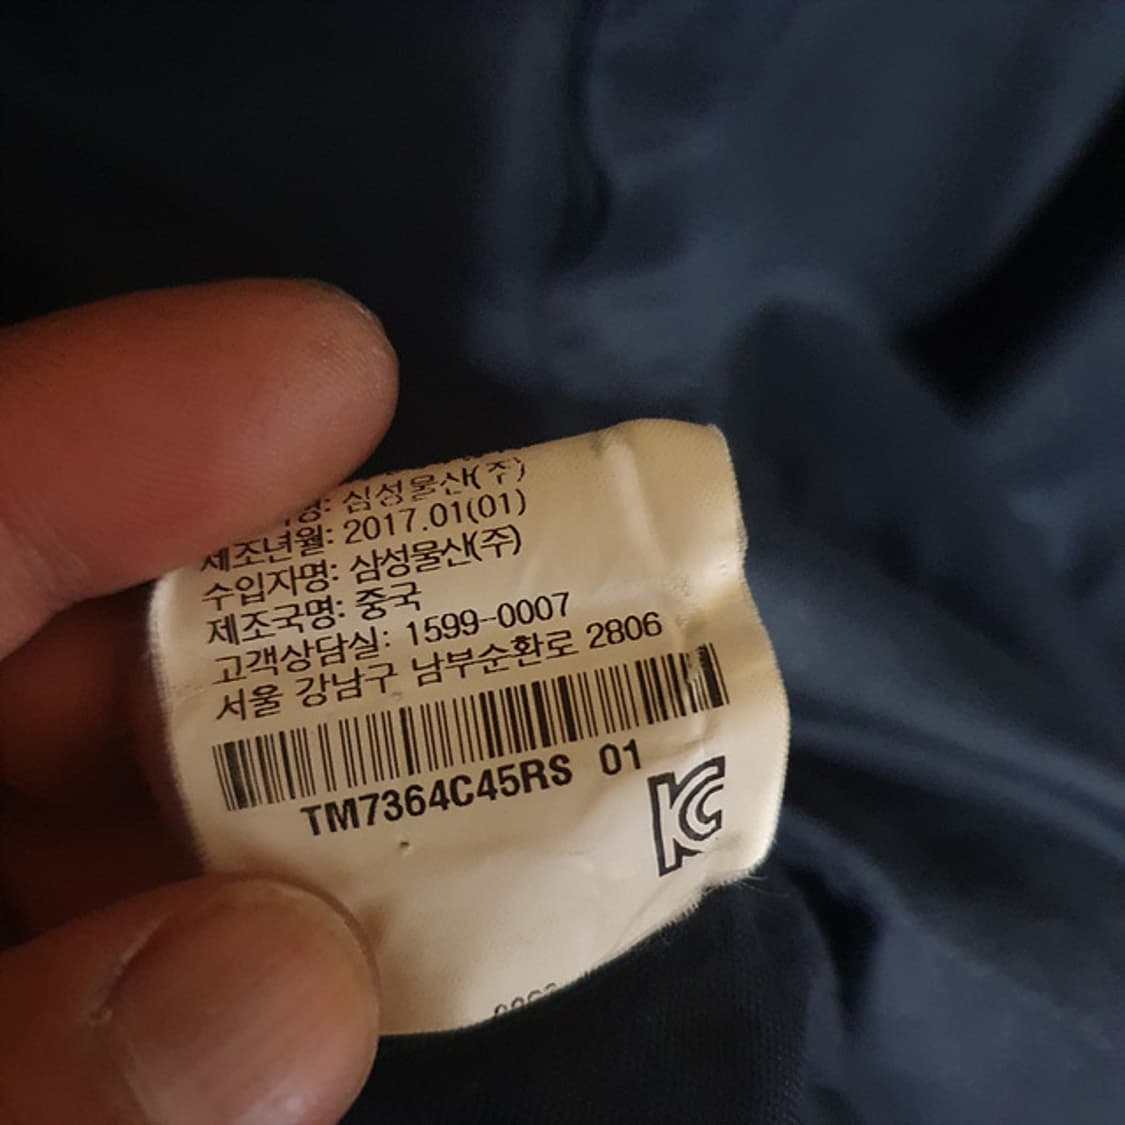 삼성물산(주)
제조년월: 2017.01(01)
수입자명: 삼성물산(주)
제조국명: 중국
고객상담실: 1599-0007
서울 강남구 남부순환로 2806
TM7364C45RS 01
KC